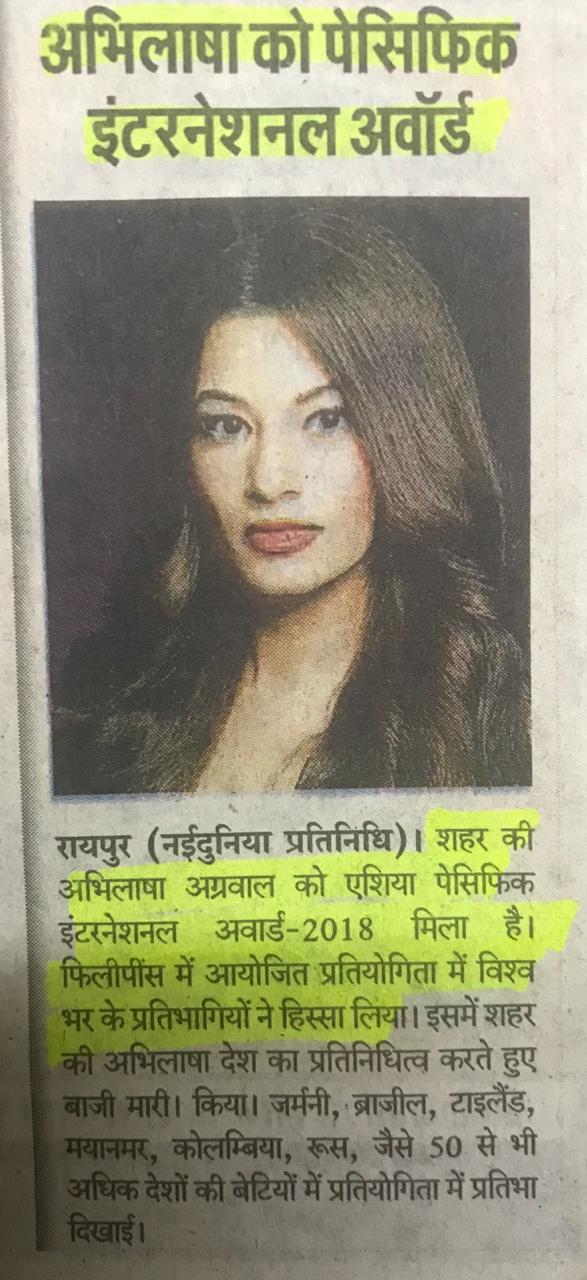 अभिलाषा को पेसिफिक
इंटरनेशनल अवॉर्ड
रायपुर (नईदुनिया प्रतिनिधि)। शहर की
अभिलाषा अग्रवाल को एशिया पेसिफिक
इंटरनेशनल अवार्ड-2018 मिला है।
फिलीपींस में आयोजित प्रतियोगिता में विश्व
भर के प्रतिभागियों ने हिस्सा लिया। इसमें शहर
की अभिलाषा देश का प्रतिनिधित्व करते हुए
बाजी मारी। किया। जर्मनी, ब्राजील, टाइलैंड,
मयानमर, कोलम्बिया, रूस, जैसे 50 से भी
अधिक देशों की बेटियों में प्रतियोगिता में प्रतिभा
दिखाई।